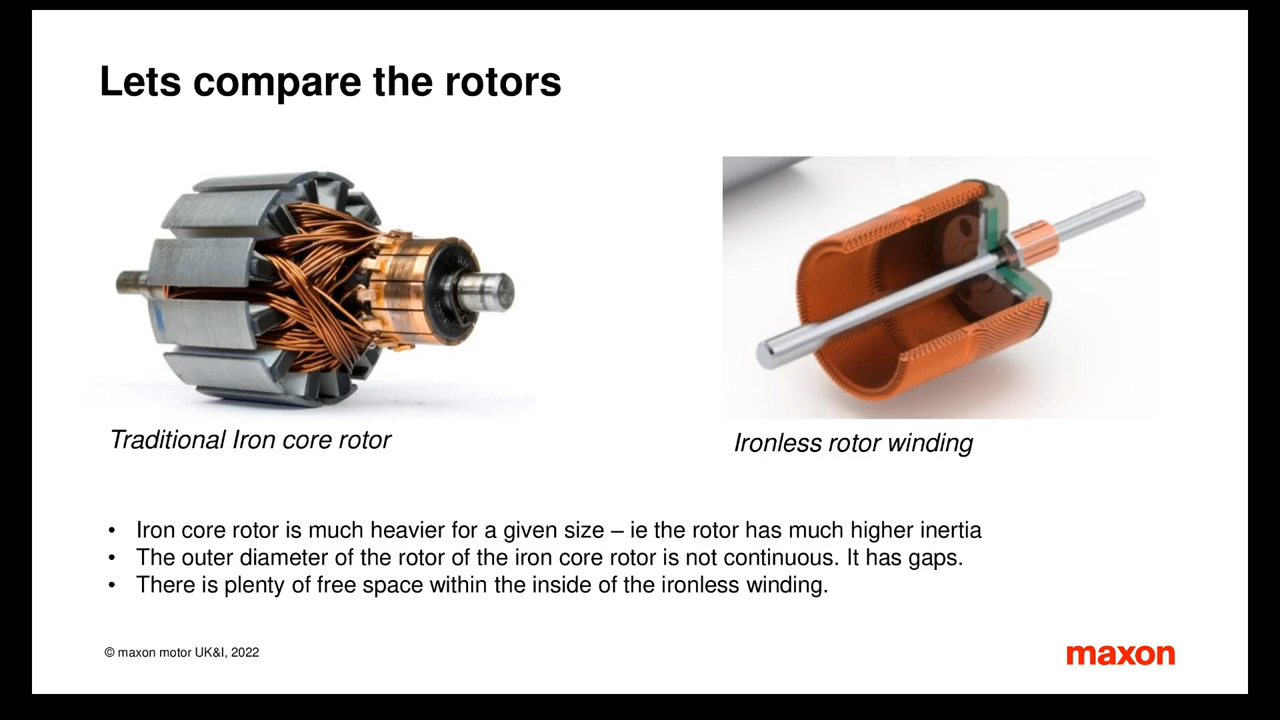 Lets compare the rotors
Traditional Iron core rotor
Ironless rotor winding
• Iron core rotor is much heavier for a given size – ie the rotor has much higher inertia
• The outer diameter of the rotor of the iron core rotor is not continuous. It has gaps.
• There is plenty of free space within the inside of the ironless winding.
© maxon motor UK&I, 2022
maxon